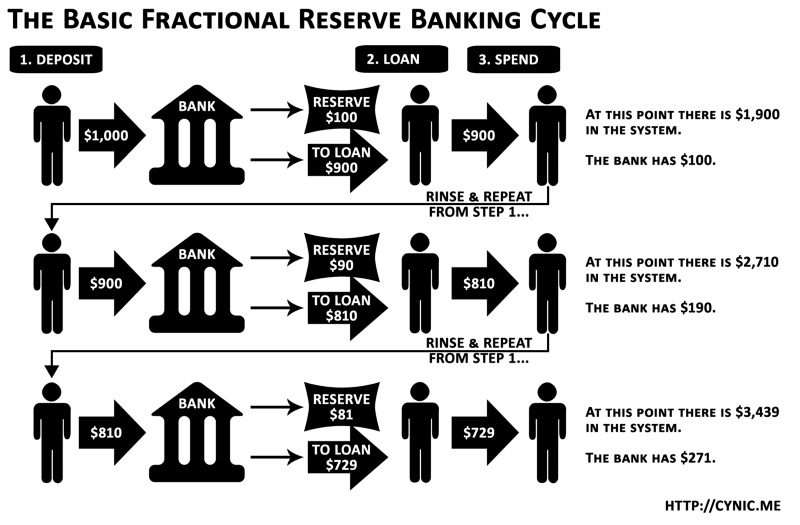 The Basic Fractional Reserve Banking Cycle
1. Deposit
2. Loan
3. Spend
$1,000
Bank
Reserve
$100
To Loan
$900
$900
At this point there is $1,900
in the system.
The bank has $100.
Rinse & Repeat
from Step 1...
$900
Bank
Reserve
$90
To Loan
$810
$810
At this point there is $2,710
in the system.
The bank has $190.
Rinse & Repeat
from Step 1...
$810
Bank
Reserve
$81
To Loan
$729
$729
At this point there is $3,439
in the system.
The bank has $271.
http://cynic.me